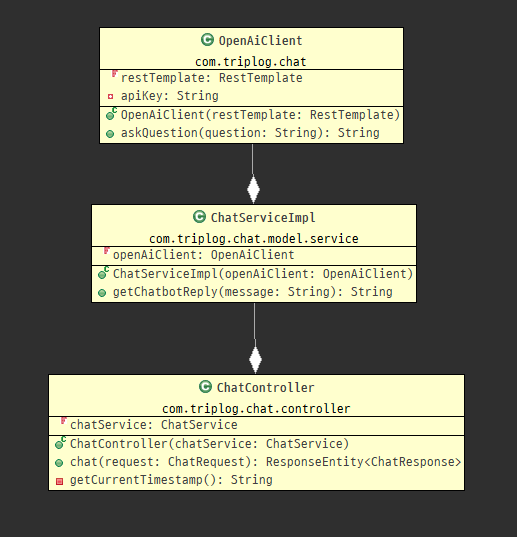 OpenAiClient
com.triplog.chat
restTemplate: RestTemplate
apiKey: String
OpenAiClient(restTemplate: RestTemplate)
askQuestion(question: String): String
ChatServiceImpl
com.triplog.chat.model.service
openAiClient: OpenAiClient
ChatServiceImpl(openAiClient: OpenAiClient)
getChatbotReply(message: String): String
ChatController
com.triplog.chat.controller
chatService: ChatService
ChatController(chatService: ChatService)
chat(request: ChatRequest): ResponseEntity<ChatResponse>
getCurrentTimestamp(): String